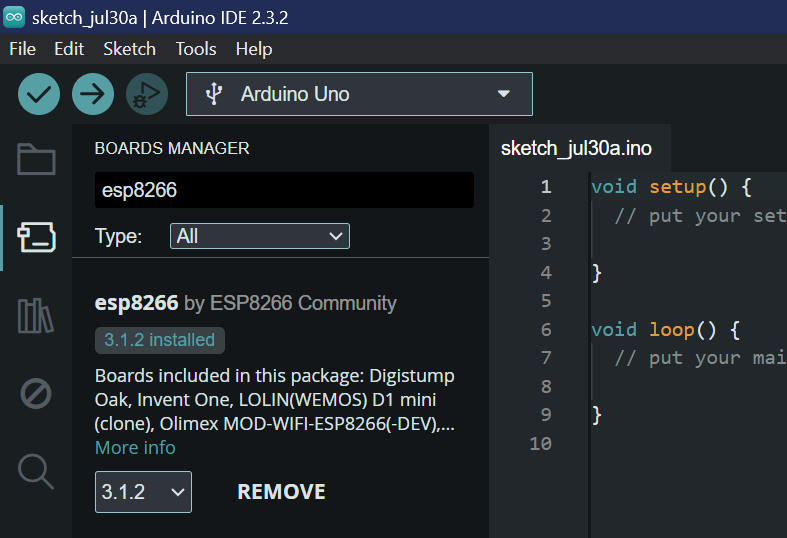 sketch_jul30a | Arduino IDE 2.3.2
File Edit Sketch Tools Help
Arduino Uno
BOARDS MANAGER
esp8266
Type: All
esp8266 by ESP8266 Community
3.1.2 installed
Boards included in this package: Digistump
Oak, Invent One, LOLIN(WEMOS) D1 mini
(clone), Olimex MOD-WIFI-ESP8266(-DEV),...
More info
3.1.2 REMOVE
sketch_jul30a.ino
1 void setup() {
2 // put your set
3
4 }
5
6 void loop() {
7 // put your mai
8
9 }
10